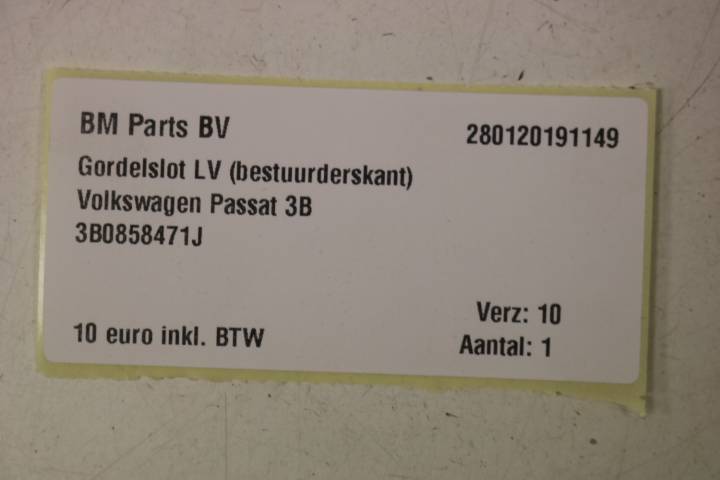 BM Parts BV 280120191149
Gordelslot LV (bestuurderskant)
Volkswagen Passat 3B
3B0858471J
Verz: 10
10 euro inkl. BTW Aantal: 1